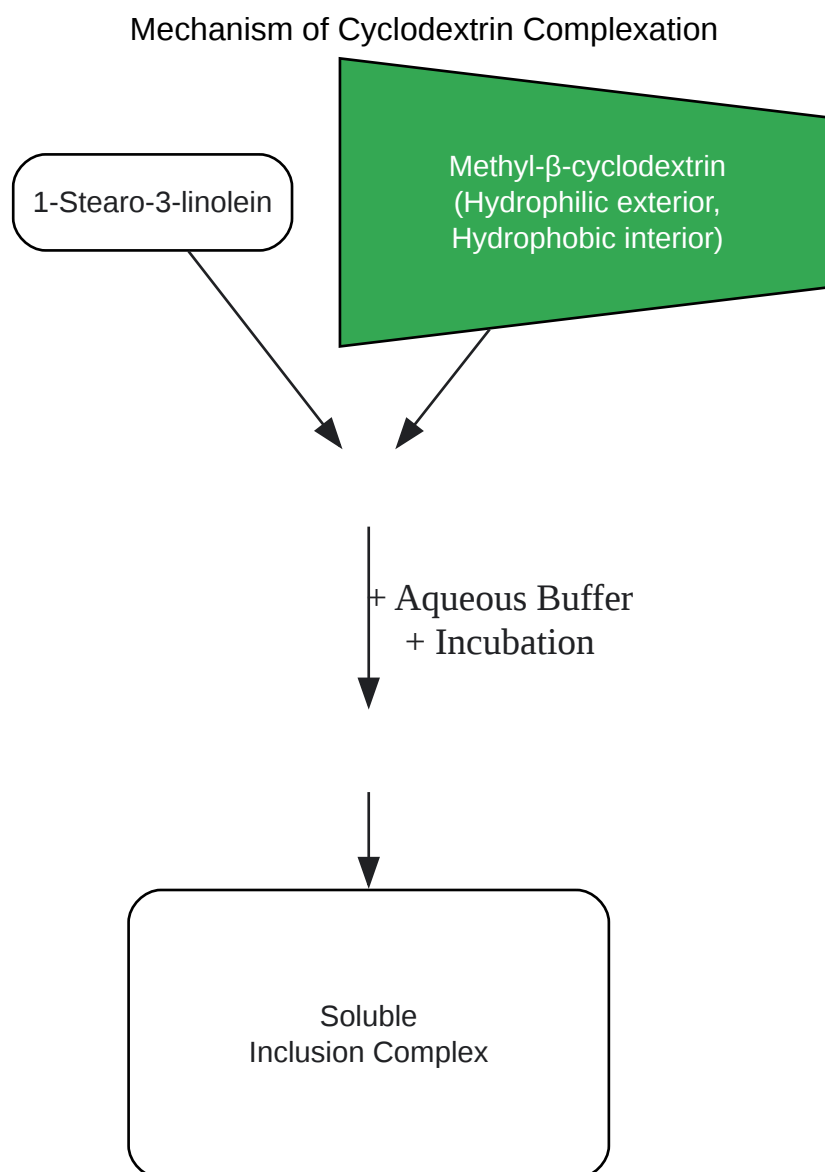 Mechanism of Cyclodextrin Complexation
1-Stearo-3-linolein
Methyl-β-cyclodextrin
(Hydrophilic exterior,
Hydrophobic interior)
+ Aqueous Buffer
+ Incubation
Soluble
Inclusion Complex